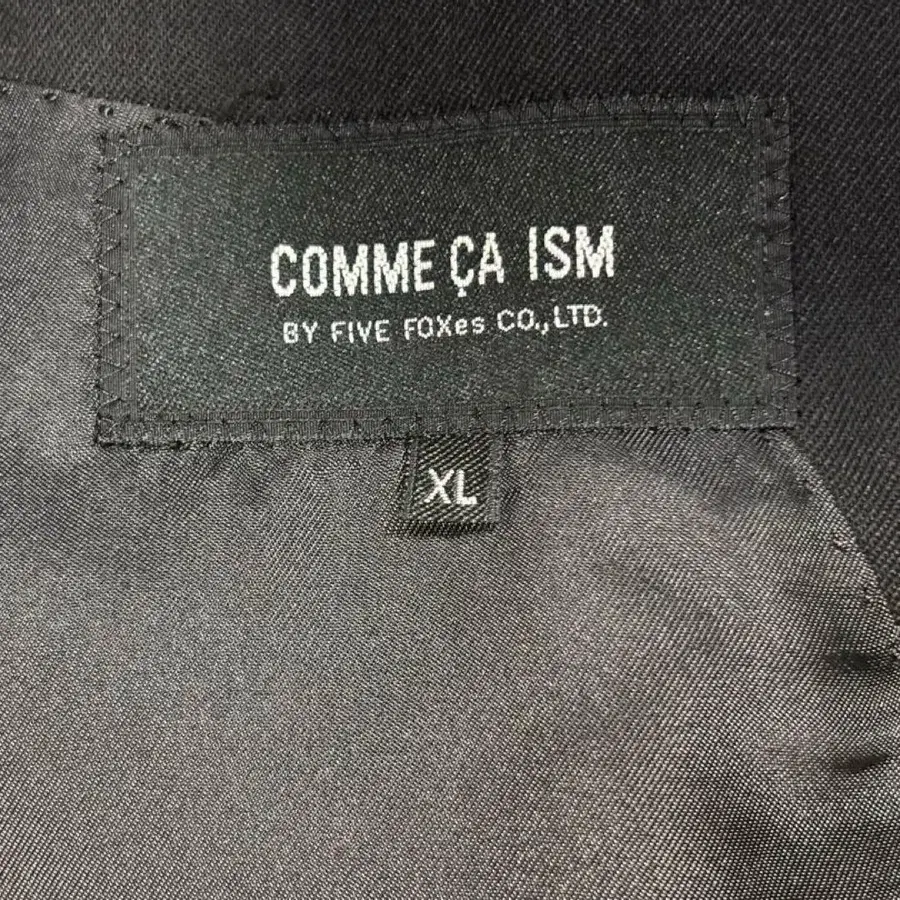 COMME ÇA ISM
BY FIVE FOXes CO.,LTD.
XL